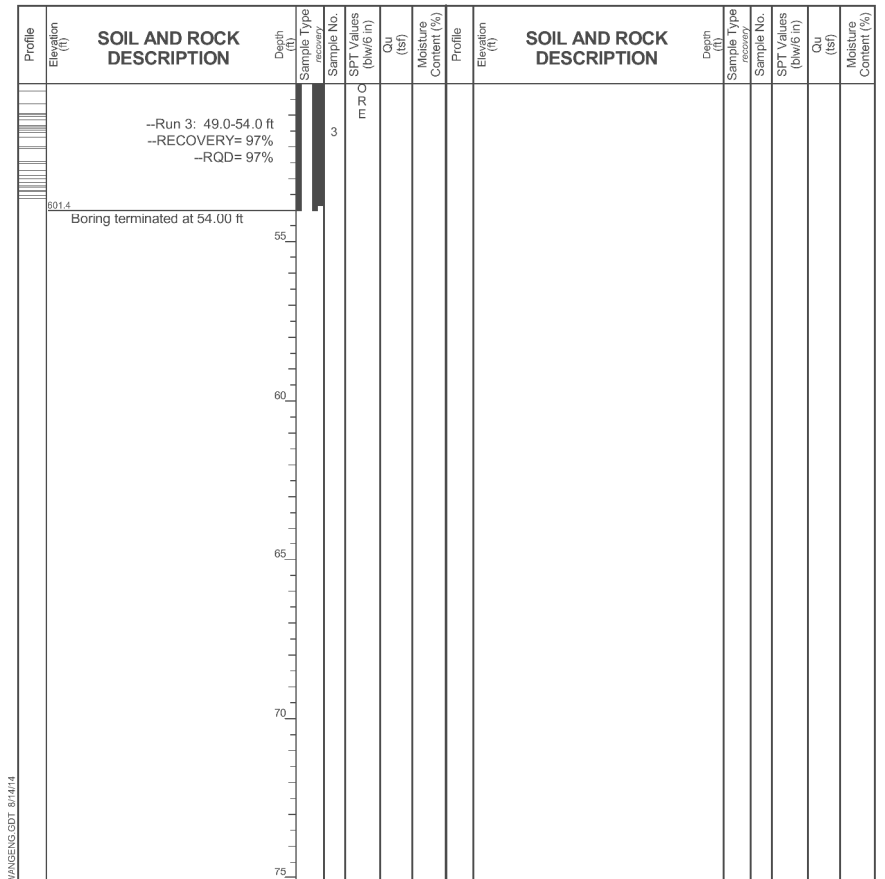 Profile
Elevation
(ft)
SOIL AND ROCK
DESCRIPTION
Depth
(ft)
Sample Type
recovery
Sample No.
SPT Values
(blw/6 in)
Qu
(tsf)
Moisture
Content (%)
Profile
Elevation
(ft)
SOIL AND ROCK
DESCRIPTION
Depth
(ft)
Sample Type
recovery
Sample No.
SPT Values
(blw/6 in)
Qu
(tsf)
Moisture
Content (%)
O
R
E
--Run 3: 49.0-54.0 ft
--RECOVERY= 97%
--RQD= 97%
3
601.4
Boring terminated at 54.00 ft
55
60
65
70
75
WANGENG.GDT 8/14/14